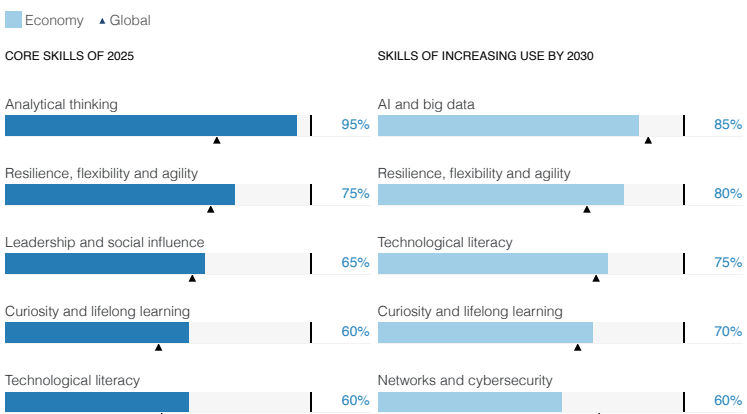 Economy Global
CORE SKILLS OF 2025
Analytical thinking
95%
Resilience, flexibility and agility
75%
Leadership and social influence
65%
Curiosity and lifelong learning
60%
Technological literacy
60%
SKILLS OF INCREASING USE BY 2030
AI and big data
85%
Resilience, flexibility and agility
80%
Technological literacy
75%
Curiosity and lifelong learning
70%
Networks and cybersecurity
60%